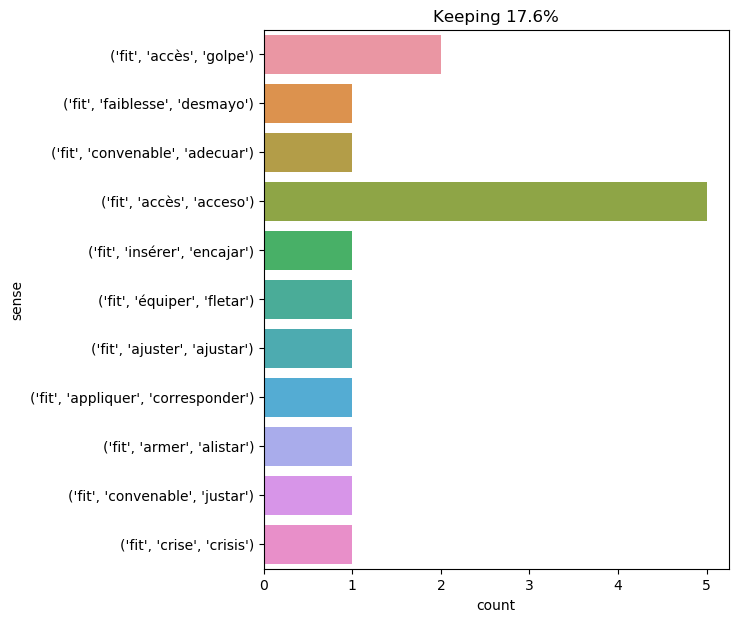 Keeping 17.6%
('fit', 'accès', 'golpe')
('fit', 'faiblesse', 'desmayo')
('fit', 'convenable', 'adecuar')
('fit', 'accès', 'acceso')
('fit', 'insérer', 'encajar')
('fit', 'équiper', 'fletar')
('fit', 'ajuster', 'ajustar')
('fit', 'appliquer', 'corresponder')
('fit', 'armer', 'alistar')
('fit', 'convenable', 'justar')
('fit', 'crise', 'crisis')
sense
0 1 2 3 4 5
count